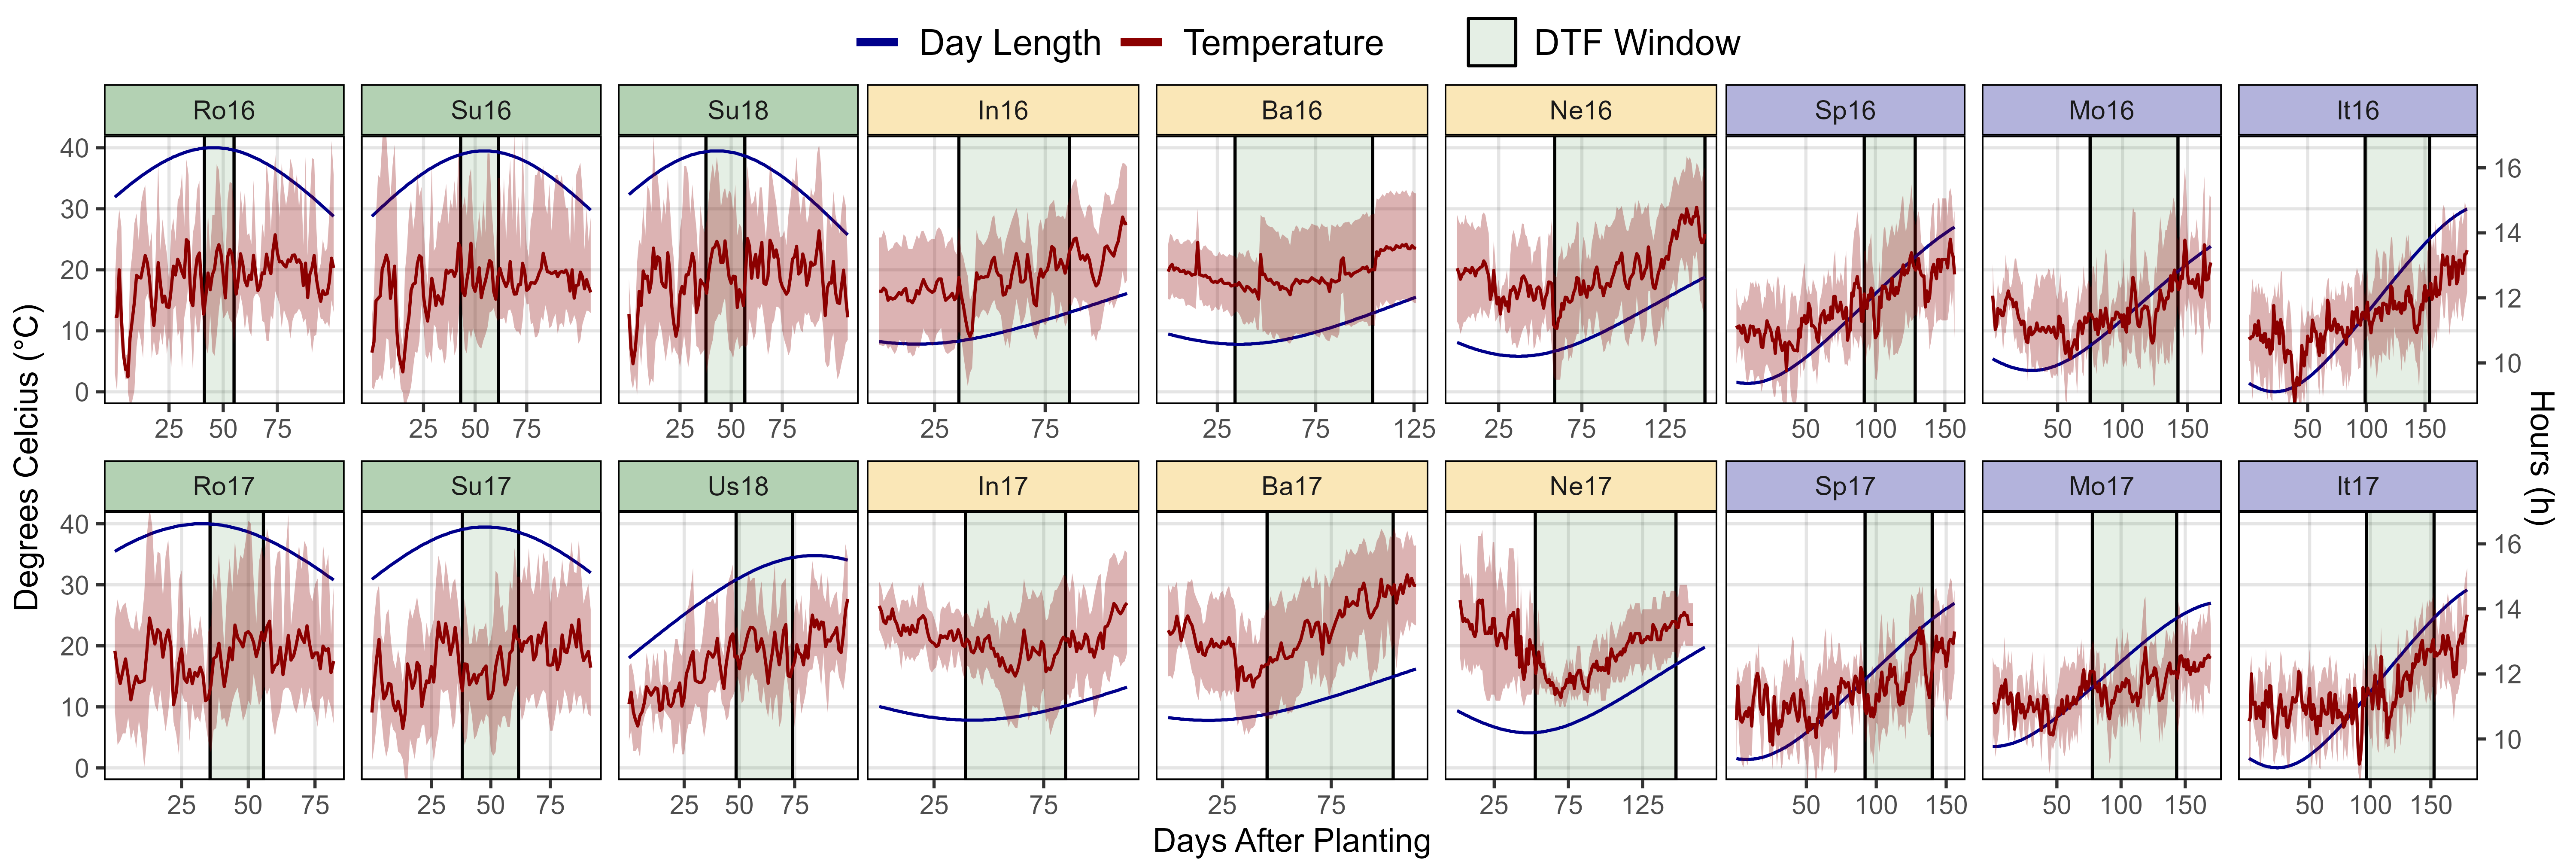 Day Length Temperature DTF Window
Ro16 Su16 Su18 In16 Ba16 Ne16 Sp16 Mo16 It16
40
30
20
10
0
16
14
12
10
25 50 75 25 50 75 25 50 75 25 75 25 75 125 25 75 125 50 100 150 50 100 150 50 100 150
Degrees Celcius (°C)
Hours (h)
Ro17 Su17 Us18 In17 Ba17 Ne17 Sp17 Mo17 It17
40
30
20
10
0
16
14
12
10
25 50 75 25 50 75 25 50 75 25 75 25 75 25 75 125 50 100 150 50 100 150 50 100 150
Days After Planting